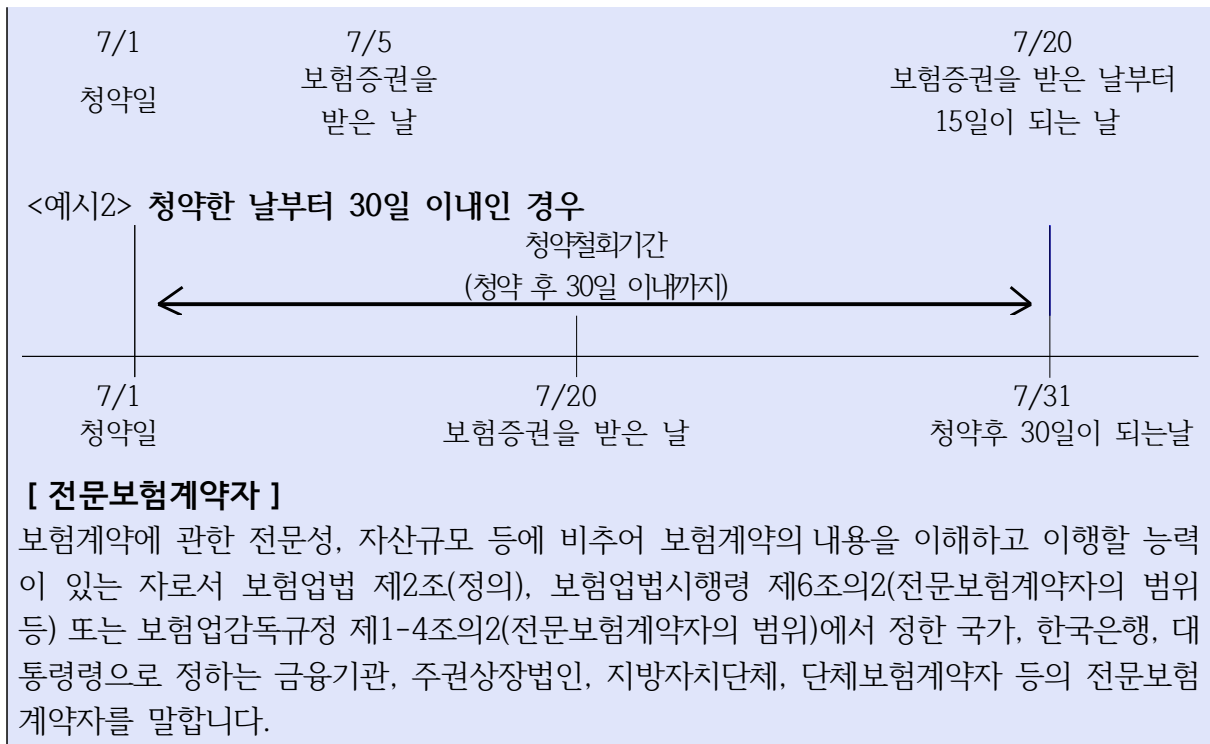 7/1 7/5 7/20
청약일 보험증권을 보험증권을 받은 날부터
받은 날 15일이 되는 날
<예시2> 청약한 날부터 30일 이내인 경우
청약철회기간
(청약 후 30일 이내까지)
7/1 7/20 7/31
청약일 보험증권을 받은 날 청약후 30일이 되는날
[ 전문보험계약자 ]
보험계약에 관한 전문성, 자산규모 등에 비추어 보험계약의 내용을 이해하고 이행할 능력
이 있는 자로서 보험업법 제2조(정의), 보험업법시행령 제6조의2(전문보험계약자의 범위
등) 또는 보험업감독규정 제1-4조의2(전문보험계약자의 범위)에서 정한 국가, 한국은행, 대
통령령으로 정하는 금융기관, 주권상장법인, 지방자치단체, 단체보험계약자 등의 전문보험
계약자를 말합니다.